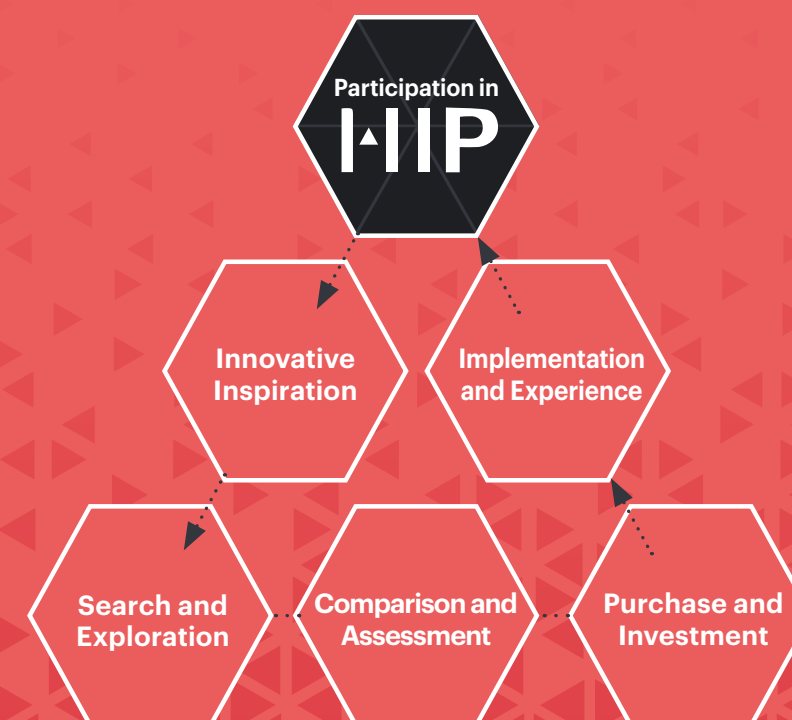 Participation in
HIP
Innovative
Inspiration
Implementation
and Experience
Search and
Exploration
Comparison and
Assessment
Purchase and
Investment